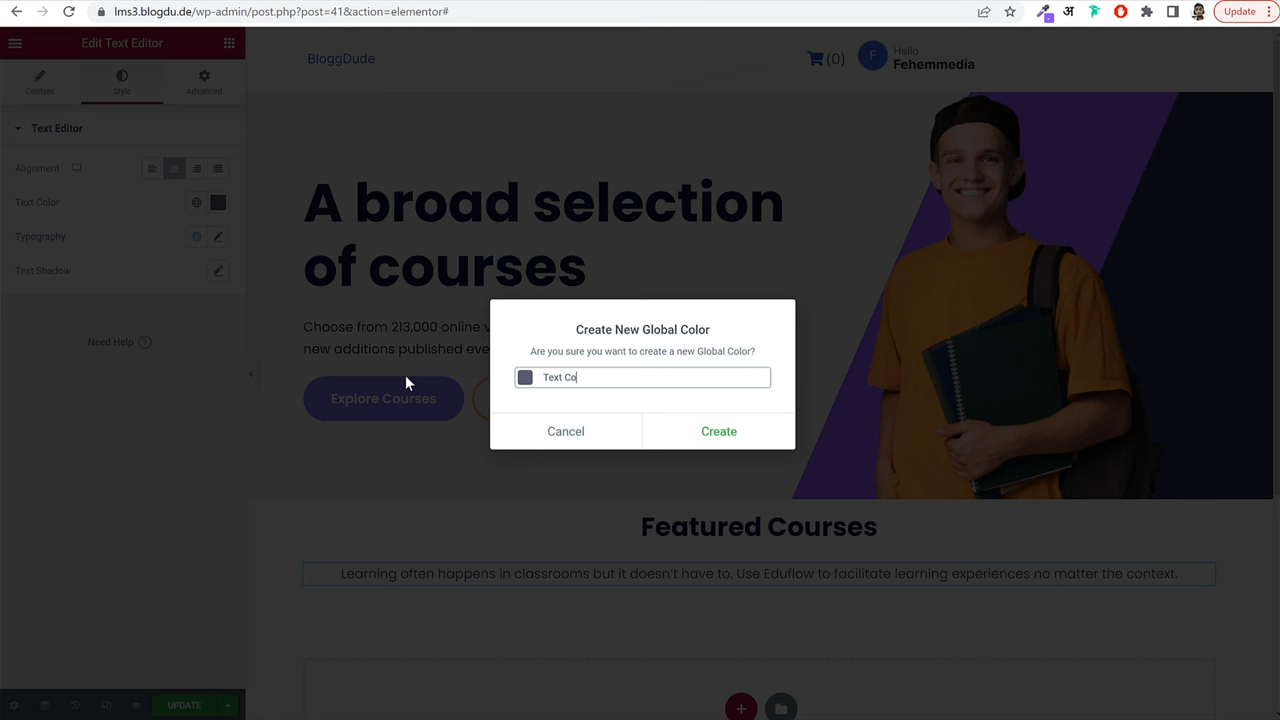 lms3.blogdu.de/wp-admin/post.php?post=41&action=elementor#
Update
Edit Text Editor
Content
Style
Advanced
Text Editor
Alignment
Text Color
Typography
Text Shadow
Need Help
UPDATE
BloggDude
(0)
F
Hello
Fehemmedia
A broad selection
of courses
Choose from 213,000 online v
new additions published eve
Explore Courses
Create New Global Color
Are you sure you want to create a new Global Color?
Text Co
Cancel
Create
Featured Courses
Learning often happens in classrooms but it doesn't have to. Use Eduflow to facilitate learning experiences no matter the context.